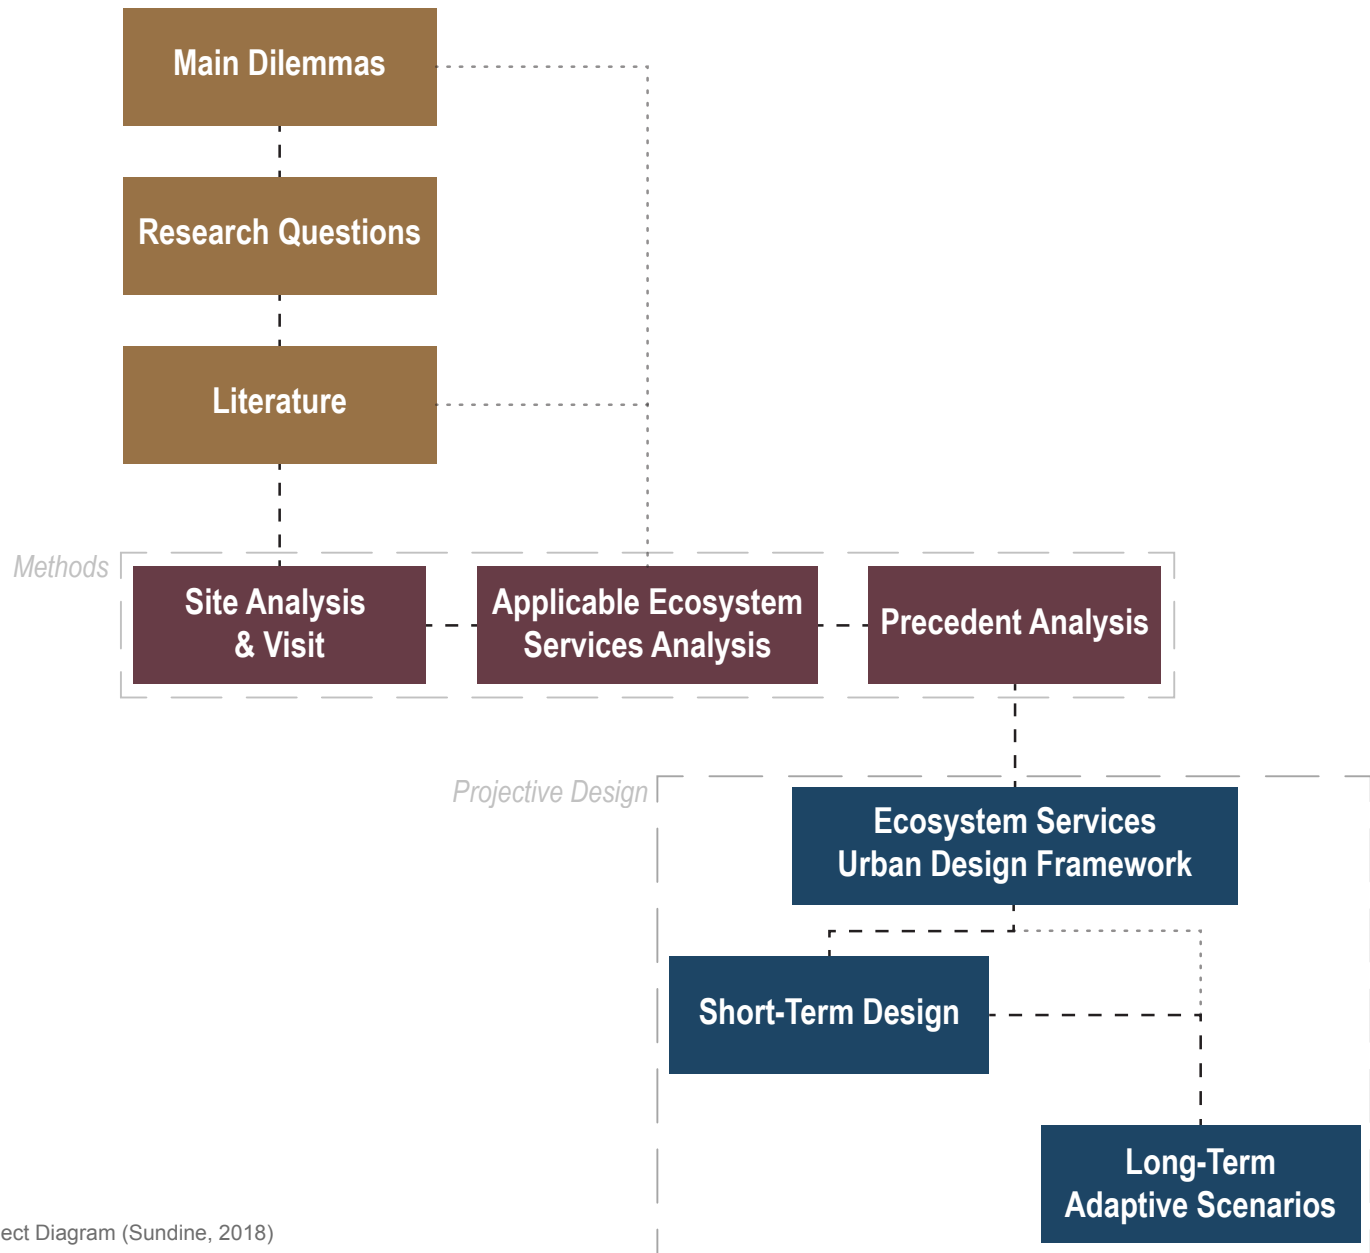 Main Dilemmas
Research Questions
Literature
Methods
Site Analysis
& Visit
Applicable Ecosystem
Services Analysis
Precedent Analysis
Projective Design
Ecosystem Services
Urban Design Framework
Short-Term Design
Long-Term
Adaptive Scenarios
ect Diagram (Sundine, 2018)